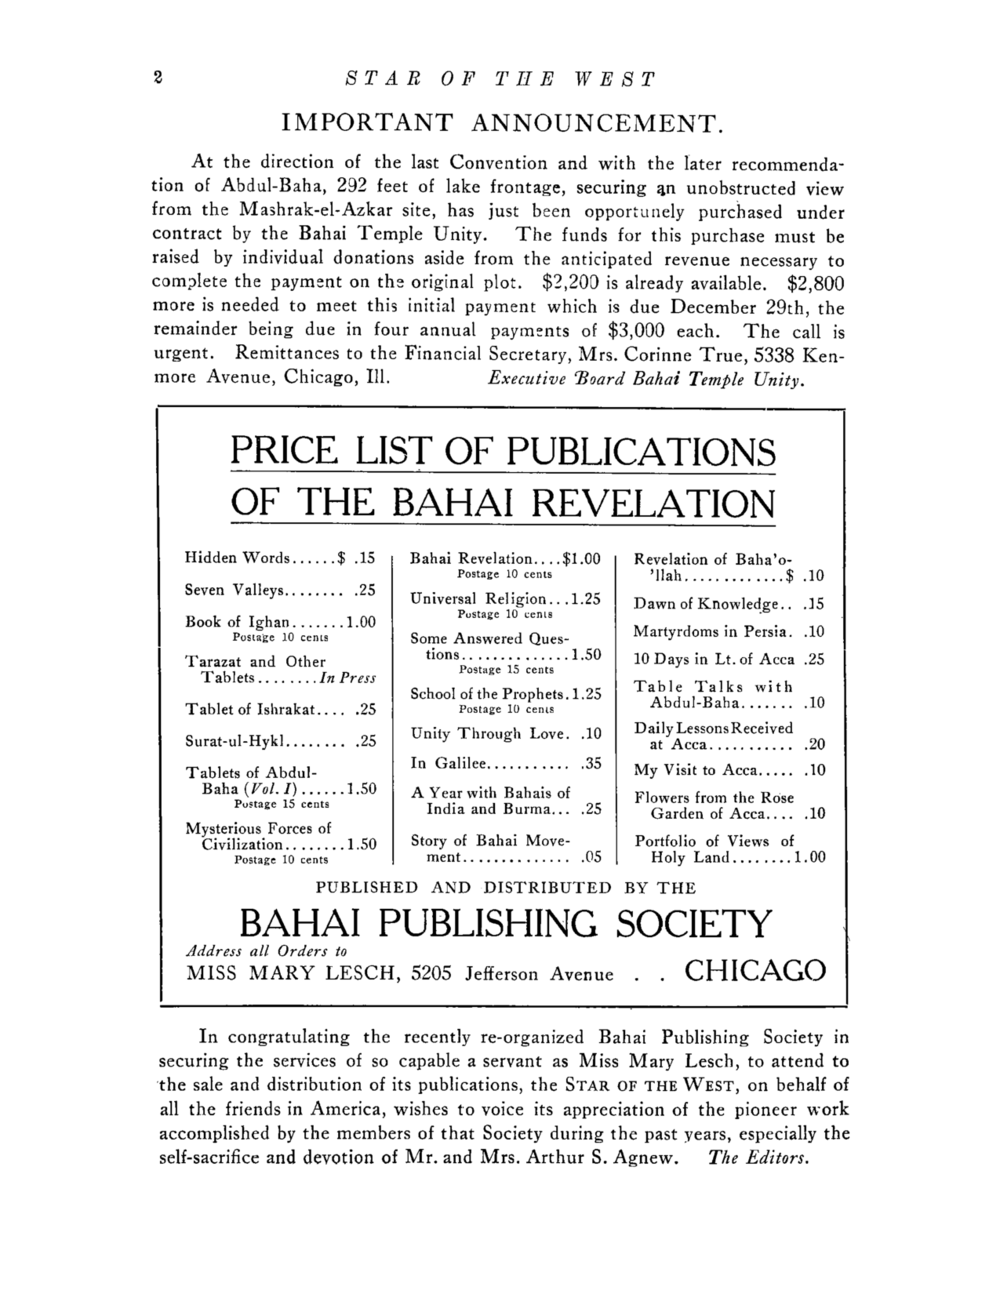 2 STAR OF THE WEST
IMPORTANT ANNOUNCEMENT.
At the direction of the last Convention and with the later recommenda-
tion of Abdul-Baha, 292 feet of lake frontage, securing an unobstructed view
from the Mashrak-el-Azkar site, has just been opportunely purchased under
contract by the Bahai Temple Unity. The funds for this purchase must be
raised by individual donations aside from the anticipated revenue necessary to
complete the payment on the original plot. $2,200 is already available. $2,800
more is needed to meet this initial payment which is due December 29th, the
remainder being due in four annual payments of $3,000 each. The call is
urgent. Remittances to the Financial Secretary, Mrs. Corinne True, 5338 Ken-
more Avenue, Chicago, Ill. Executive Board Bahai Temple Unity.
PRICE LIST OF PUBLICATIONS
OF THE BAHAI REVELATION
Hidden Words......$ .15
Seven Valleys........ .25
Book of Ighan.......1.00
Postage 10 cents
Tarazat and Other
Tablets........In Press
Tablet of Ishrakat.... .25
Surat-ul-Hykl........ .25
Tablets of Abdul-
Baha (Vol. I)......1.50
Postage 15 cents
Mysterious Forces of
Civilization........1.50
Postage 10 cents
Bahai Revelation....$1.00
Postage 10 cents
Universal Religion...1.25
Postage 10 cents
Some Answered Ques-
tions..............1.50
Postage 15 cents
School of the Prophets.1.25
Postage 10 cents
Unity Through Love. .10
In Galilee........... .35
A Year with Bahais of
India and Burma... .25
Story of Bahai Move-
ment.............. .05
Revelation of Baha'o-
'llah.............$ .10
Dawn of Knowledge.. .15
Martyrdoms in Persia. .10
10 Days in Lt. of Acca .25
Table Talks with
Abdul-Baha....... .10
Daily Lessons Received
at Acca........... .20
My Visit to Acca..... .10
Flowers from the Rose
Garden of Acca.... .10
Portfolio of Views of
Holy Land........1.00
PUBLISHED AND DISTRIBUTED BY THE
BAHAI PUBLISHING SOCIETY
Address all Orders to
MISS MARY LESCH, 5205 Jefferson Avenue . . CHICAGO
In congratulating the recently re-organized Bahai Publishing Society in
securing the services of so capable a servant as Miss Mary Lesch, to attend to
the sale and distribution of its publications, the STAR OF THE WEST, on behalf of
all the friends in America, wishes to voice its appreciation of the pioneer work
accomplished by the members of that Society during the past years, especially the
self-sacrifice and devotion of Mr. and Mrs. Arthur S. Agnew. The Editors.